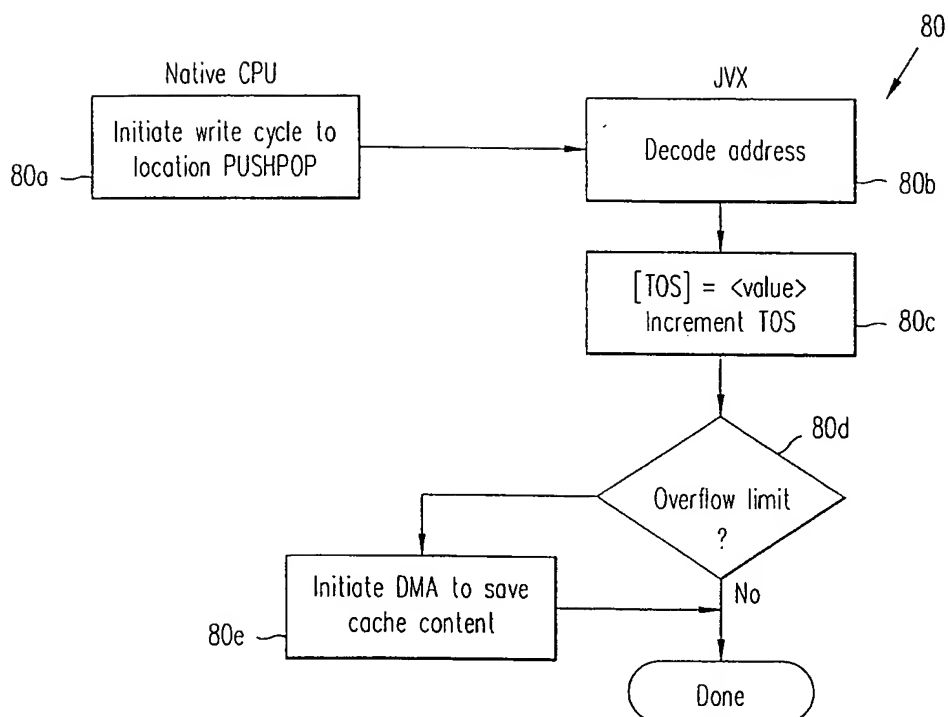 80
Native CPU
JVX
Initiate write cycle to
location PUSHPOP
80a
Decode address
80b
[TOS] = <value>
Increment TOS
80c
80d
Overflow limit
?
Initiate DMA to save
cache content
80e
No
Done